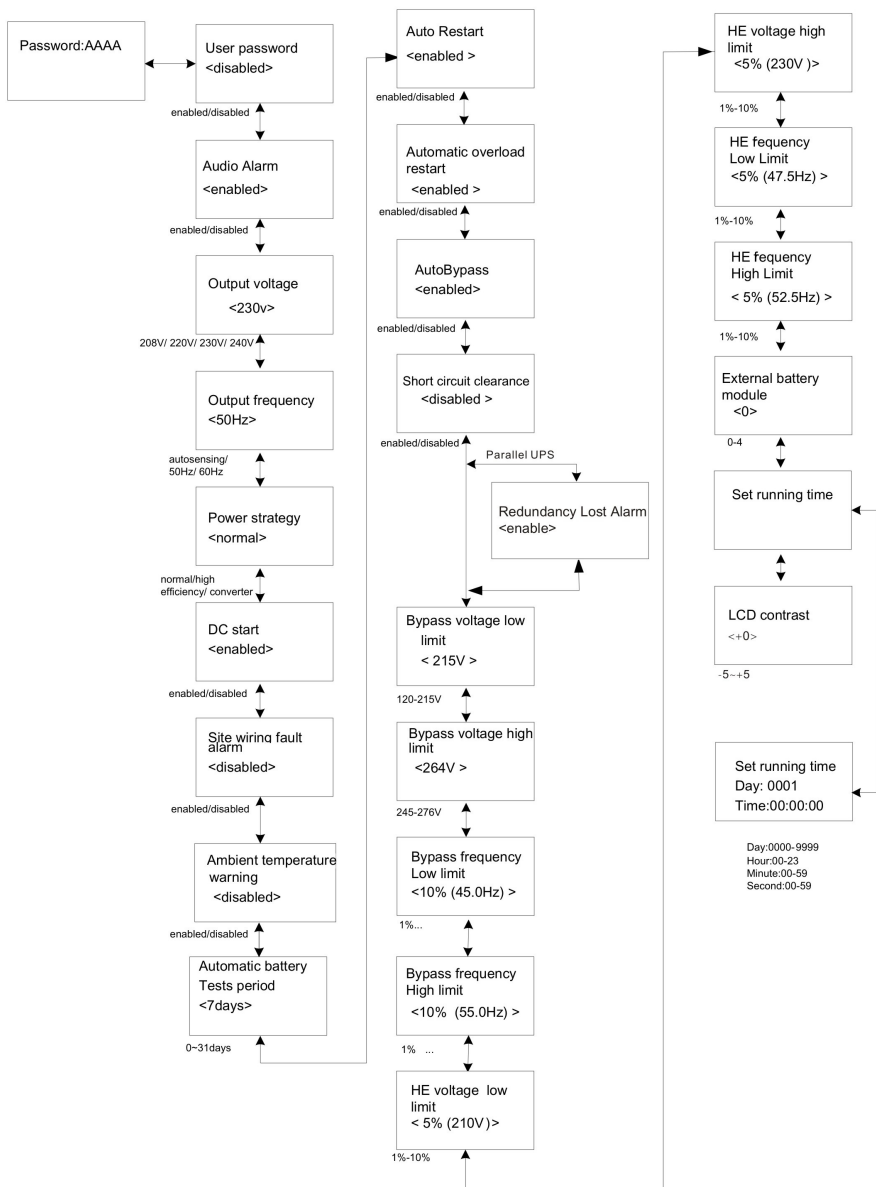 Password:AAAA
User password
<disabled>
enabled/disabled
Audio Alarm
<enabled>
enabled/disabled
Output voltage
<230v>
208V/ 220V/ 230V/ 240V
Output frequency
<50Hz>
autosensing/
50Hz/ 60Hz
Power strategy
<normal>
normal/high
efficiency/ converter
DC start
<enabled>
enabled/disabled
Site wiring fault
alarm
<disabled>
enabled/disabled
Ambient temperature
warning
<disabled>
enabled/disabled
Automatic battery
Tests period
<7days>
0~31days
Auto Restart
<enabled >
enabled/disabled
Automatic overload
restart
<enabled >
enabled/disabled
AutoBypass
<enabled>
enabled/disabled
Short circuit clearance
<disabled >
enabled/disabled
Parallel UPS
Redundancy Lost Alarm
<enable>
Bypass voltage low
limit
< 215V >
120-215V
Bypass voltage high
limit
<264V >
245-276V
Bypass frequency
Low limit
<10% (45.0Hz) >
1%...
Bypass frequency
High limit
<10% (55.0Hz) >
1% ...
HE voltage low
limit
< 5% (210V)>
1%-10%
HE voltage high
limit
<5% (230V )>
1%-10%
HE fequency
Low Limit
<5% (47.5Hz) >
1%-10%
HE fequency
High Limit
< 5% (52.5Hz) >
1%-10%
External battery
module
<0>
0-4
Set running time
LCD contrast
<+0>
-5~+5
Set running time
Day: 0001
Time:00:00:00
Day:0000-9999
Hour:00-23
Minute:00-59
Second:00-59